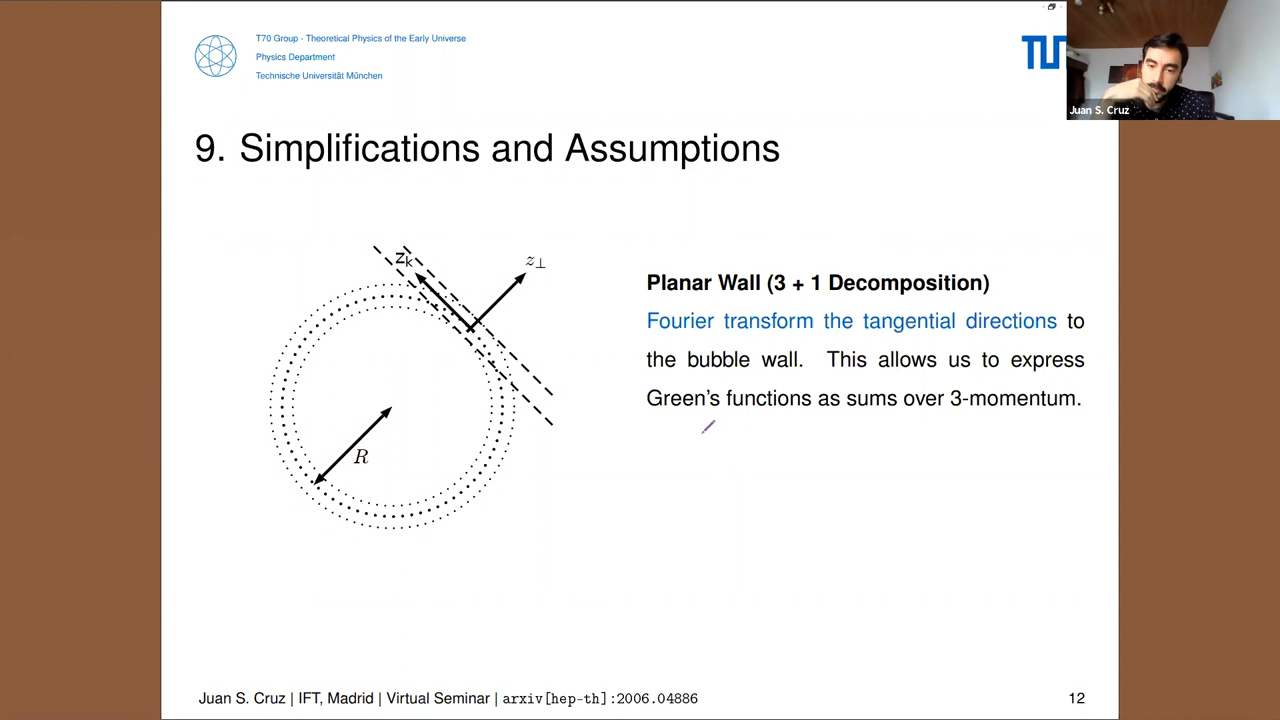 T70 Group - Theoretical Physics of the Early Universe
Physics Department
Technische Universität München
Juan S. Cruz
9. Simplifications and Assumptions
z_k
z_⊥
R
Planar Wall (3 + 1 Decomposition)
Fourier transform the tangential directions to
the bubble wall. This allows us to express
Green's functions as sums over 3-momentum.
Juan S. Cruz | IFT, Madrid | Virtual Seminar | arxiv[hep-th]:2006.04886
12